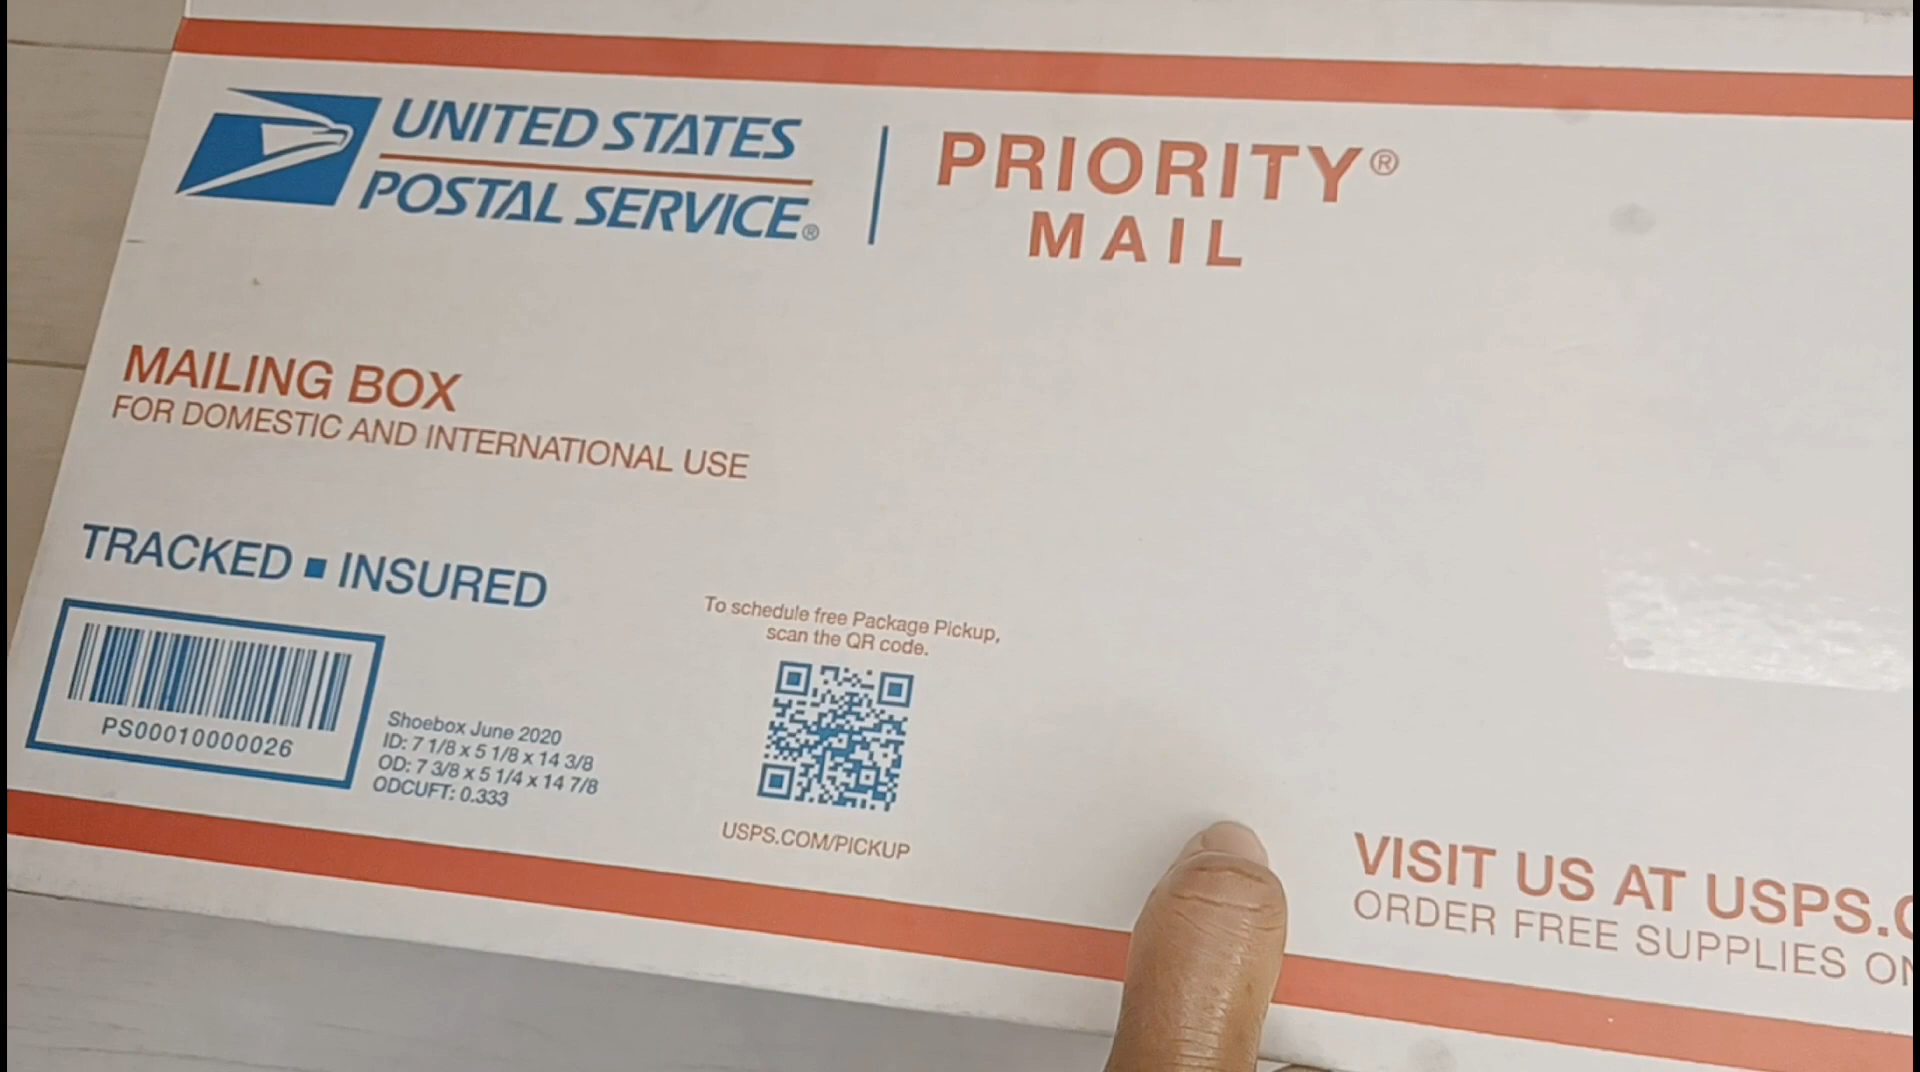 UNITED STATES
POSTAL SERVICE®
PRIORITY®
MAIL
MAILING BOX
FOR DOMESTIC AND INTERNATIONAL USE
TRACKED ■ INSURED
PS00010000026
Shoebox June 2020
ID: 7 1/8 x 5 1/8 x 14 3/8
OD: 7 3/8 x 5 1/4 x 14 7/8
ODCUFT: 0.333
To schedule free Package Pickup,
scan the QR code.
USPS.COM/PICKUP
VISIT US AT USPS.
ORDER FREE SUPPLIES